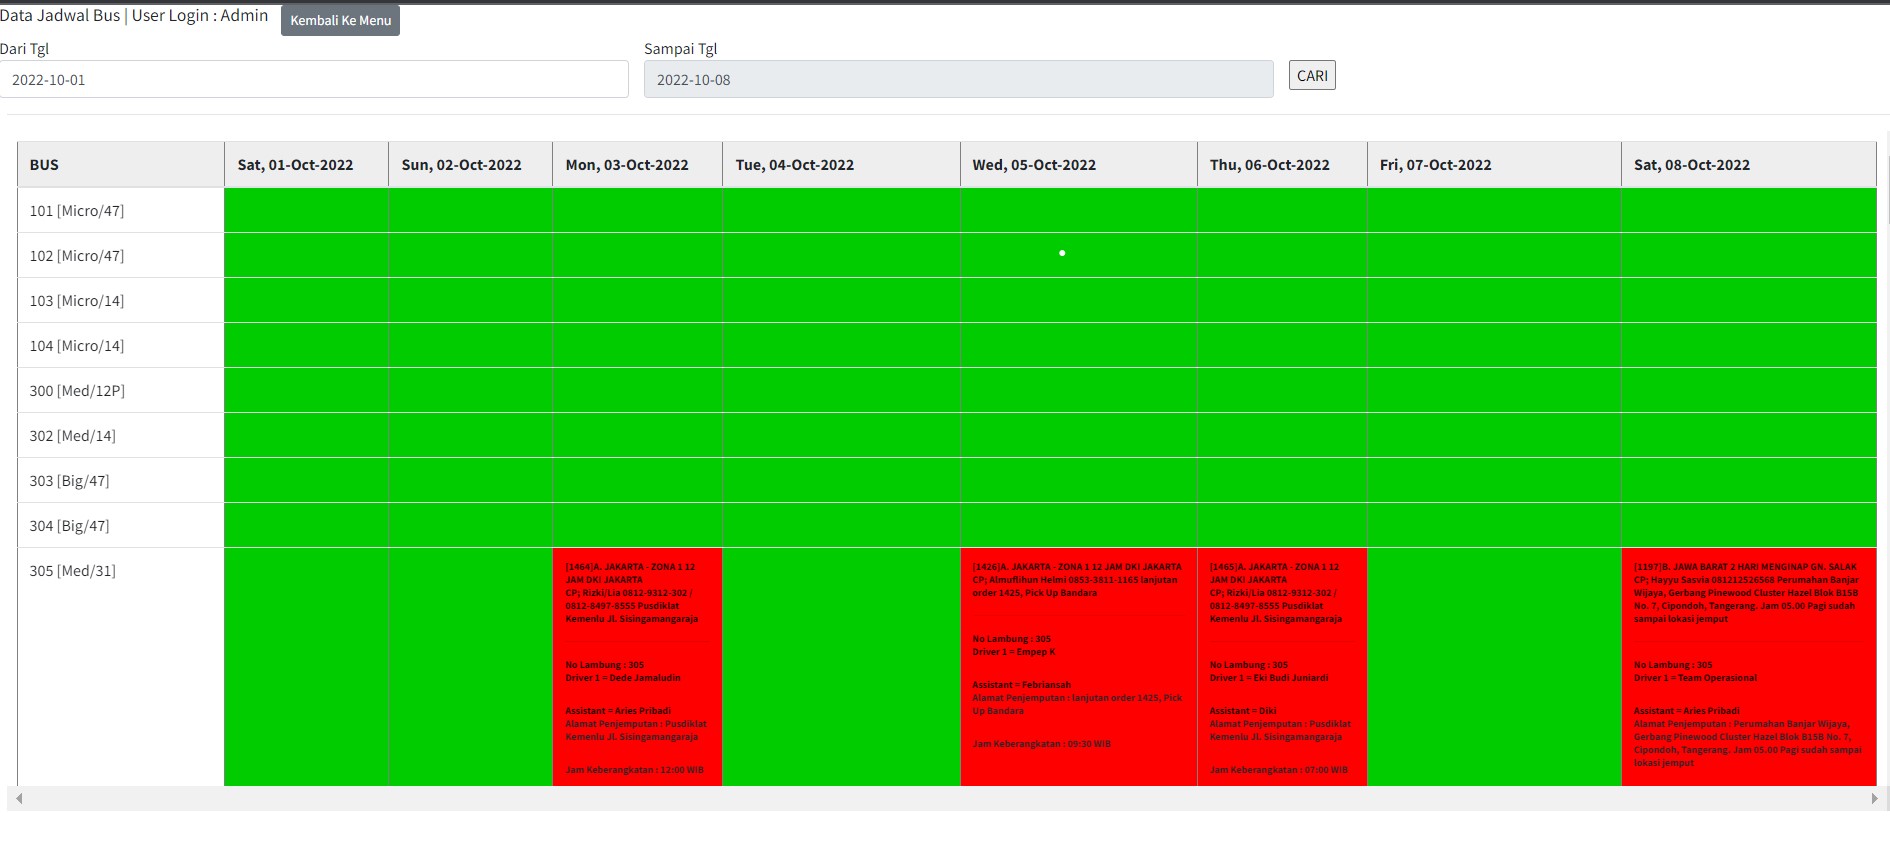 Data Jadwal Bus | User Login : Admin
Kembali Ke Menu
Dari Tgl
Sampai Tgl
2022-10-01
2022-10-08
CARI
BUS
Sat, 01-Oct-2022
Sun, 02-Oct-2022
Mon, 03-Oct-2022
Tue, 04-Oct-2022
Wed, 05-Oct-2022
Thu, 06-Oct-2022
Fri, 07-Oct-2022
Sat, 08-Oct-2022
101 [Micro/47]
102 [Micro/47]
103 [Micro/14]
104 [Micro/14]
300 [Med/12P]
302 [Med/14]
303 [Big/47]
304 [Big/47]
305 [Med/31]
[1464]A. JAKARTA - ZONA 1 12
JAM DKI JAKARTA
CP; Rizki/Lia 0812-9312-302 /
0812-8497-8555 Pusdiklat
Kemenlu Jl. Sisingamangaraja
No Lambung : 305
Driver 1 = Dede Jamaludin
Assistant = Aries Pribadi
Alamat Penjemputan : Pusdiklat
Kemenlu Jl. Sisingamangaraja
Jam Keberangkatan : 12:00 WIB
[1426]A. JAKARTA - ZONA 1 12 JAM DKI JAKARTA
CP; Almuflihun Helmi 0853-3811-1165 lanjutan
order 1425, Pick Up Bandara
No Lambung : 305
Driver 1 = Empep K
Assistant = Febriansah
Alamat Penjemputan : lanjutan order 1425, Pick
Up Bandara
Jam Keberangkatan : 09:30 WIB
[1465]A. JAKARTA - ZONA 1 12
JAM DKI JAKARTA
CP; Rizki/Lia 0812-9312-302 /
0812-8497-8555 Pusdiklat
Kemenlu Jl. Sisingamangaraja
No Lambung : 305
Driver 1 = Eki Budi Juniardi
Assistant = Diki
Alamat Penjemputan : Pusdiklat
Kemenlu Jl. Sisingamangaraja
Jam Keberangkatan : 07:00 WIB
[1197]B. JAWA BARAT 2 HARI MENGINAP GN. SALAK
CP; Hayyu Sasvia 081212526568 Perumahan Banjar
Wijaya, Gerbang Pinewood Cluster Hazel Blok B15B
No. 7, Cipondoh, Tangerang. Jam 05.00 Pagi sudah
sampai lokasi jemput
No Lambung : 305
Driver 1 = Team Operasional
Assistant = Aries Pribadi
Alamat Penjemputan : Perumahan Banjar Wijaya,
Gerbang Pinewood Cluster Hazel Blok B15B No. 7,
Cipondoh, Tangerang. Jam 05.00 Pagi sudah sampai
lokasi jemput